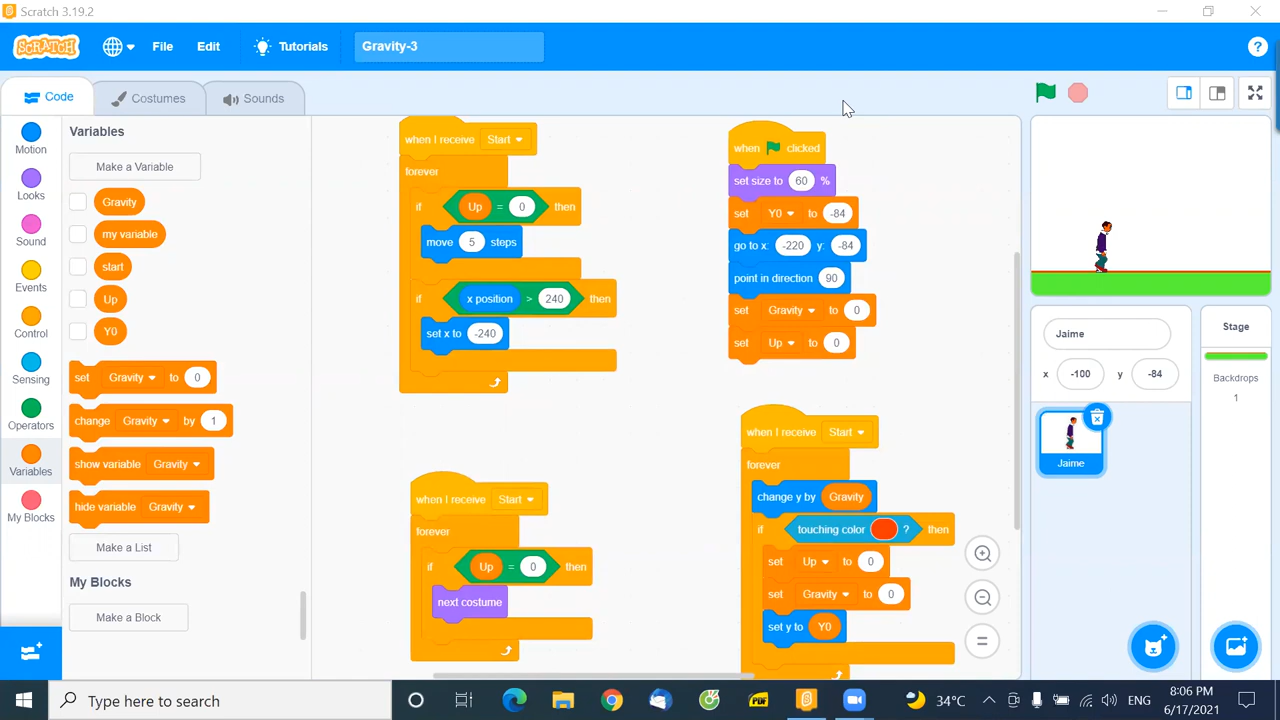 Scratch 3.19.2
SCRATCH File Edit Tutorials Gravity-3 ?
Code Costumes Sounds
Motion
Looks
Sound
Events
Control
Sensing
Operators
Variables
My Blocks
Variables
Make a Variable
Gravity
my variable
start
Up
Y0
set Gravity to 0
change Gravity by 1
show variable Gravity
hide variable Gravity
Make a List
My Blocks
Make a Block
when I receive Start
forever
if Up = 0 then
move 5 steps
if x position > 240 then
set x to -240
when I receive Start
forever
if Up = 0 then
next costume
when clicked
set size to 60 %
set Y0 to -84
go to x: -220 y: -84
point in direction 90
set Gravity to 0
set Up to 0
when I receive Start
forever
change y by Gravity
if touching color ? then
set Up to 0
set Gravity to 0
set y to Y0
Jaime
x -100 y -84
Jaime
Stage
Backdrops
1
Type here to search
PDF
34°C
ENG
8:06 PM
6/17/2021